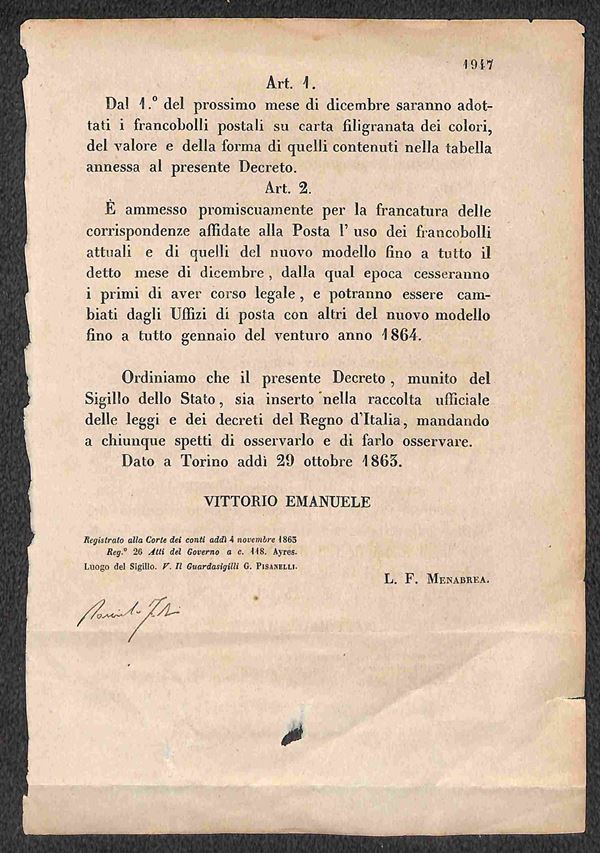 1947
Art. 1.
Dal 1.º del prossimo mese di dicembre saranno adot-
tati i francobolli postali su carta filigranata dei colori,
del valore e della forma di quelli contenuti nella tabella
annessa al presente Decreto.
Art. 2.
È ammesso promiscuamente per la francatura delle
corrispondenze affidate alla Posta l' uso dei francobolli
attuali e di quelli del nuovo modello fino a tutto il
detto mese di dicembre, dalla qual epoca cesseranno
i primi di aver corso legale, e potranno essere cam-
biati dagli Uffizi di posta con altri del nuovo modello
fino a tutto gennaio del venturo anno 1864.
Ordiniamo che il presente Decreto, munito del
Sigillo dello Stato, sia inserto nella raccolta ufficiale
delle leggi e dei decreti del Regno d'Italia, mandando
a chiunque spetti di osservarlo e di farlo osservare.
Dato a Torino addì 29 ottobre 1863.
VITTORIO EMANUELE
Registrato alla Corte dei conti addì 4 novembre 1863
Reg.º 26 Atti del Governo a c. 118. Ayres.
Luogo del Sigillo. V. Il Guardasigilli G. PISANELLI.
L. F. MENABREA.